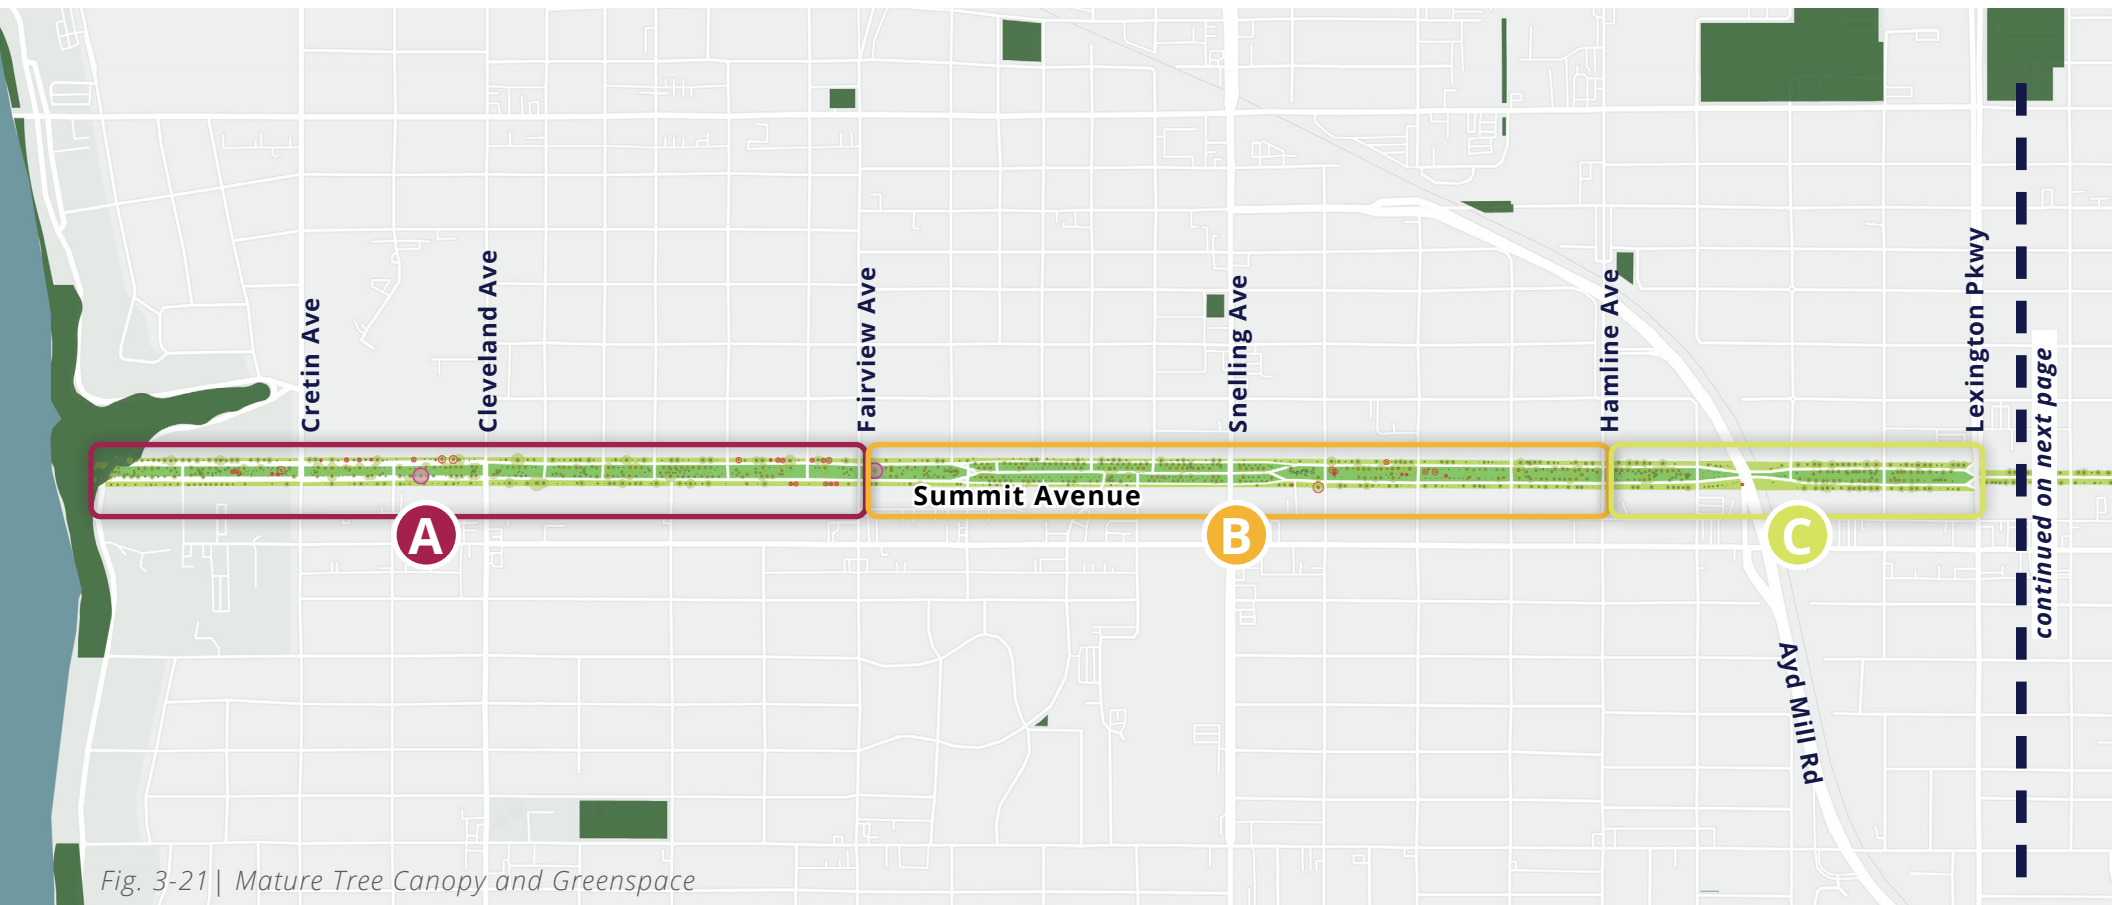 Cretin Ave
Cleveland Ave
Fairview Ave
Snelling Ave
Hamline Ave
Lexington Pkwy
continued on next page
Summit Avenue
A
B
C
Ayd Mill Rd
Fig. 3-21| Mature Tree Canopy and Greenspace